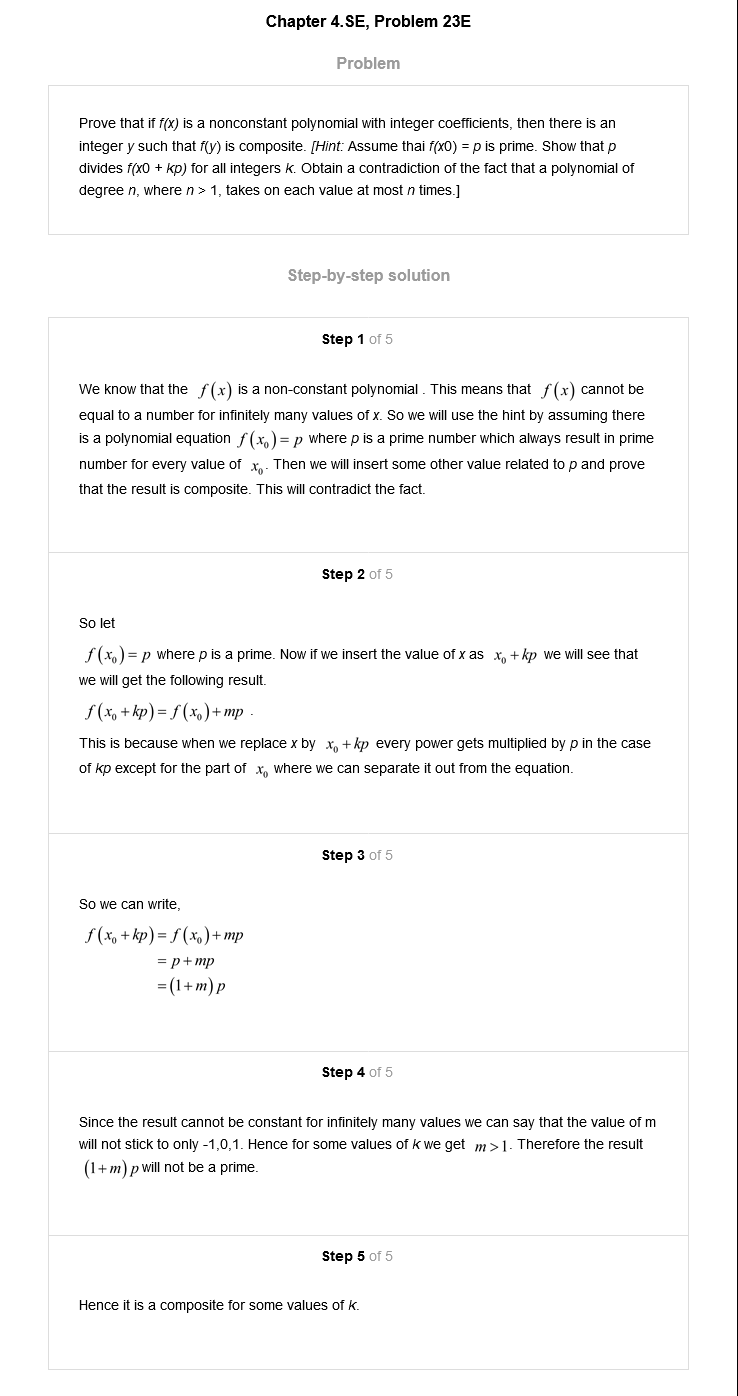 Chapter 4.SE, Problem 23E
Problem
Prove that if f(x) is a nonconstant polynomial with integer coefficients, then there is an
integer y such that f(y) is composite. [Hint: Assume thai f(x0) = p is prime. Show that p
divides f(x0 + kp) for all integers k. Obtain a contradiction of the fact that a polynomial of
degree n, where n > 1, takes on each value at most n times.]
Step-by-step solution
Step 1 of 5
We know that the f(x) is a non-constant polynomial . This means that f(x) cannot be
equal to a number for infinitely many values of x. So we will use the hint by assuming there
is a polynomial equation f(x₀) = p where p is a prime number which always result in prime
number for every value of x₀. Then we will insert some other value related to p and prove
that the result is composite. This will contradict the fact.
Step 2 of 5
So let
f(x₀) = p where p is a prime. Now if we insert the value of x as x₀ + kp we will see that
we will get the following result.
f(x₀ + kp) = f(x₀) + mp .
This is because when we replace x by x₀ + kp every power gets multiplied by p in the case
of kp except for the part of x₀ where we can separate it out from the equation.
Step 3 of 5
So we can write,
f(x₀ + kp) = f(x₀) + mp
= p + mp
= (1 + m) p
Step 4 of 5
Since the result cannot be constant for infinitely many values we can say that the value of m
will not stick to only -1,0,1. Hence for some values of k we get m > 1. Therefore the result
(1 + m) p will not be a prime.
Step 5 of 5
Hence it is a composite for some values of k.